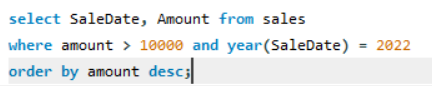 select SaleDate, Amount from sales
where amount > 10000 and year(SaleDate) = 2022
order by amount desc;